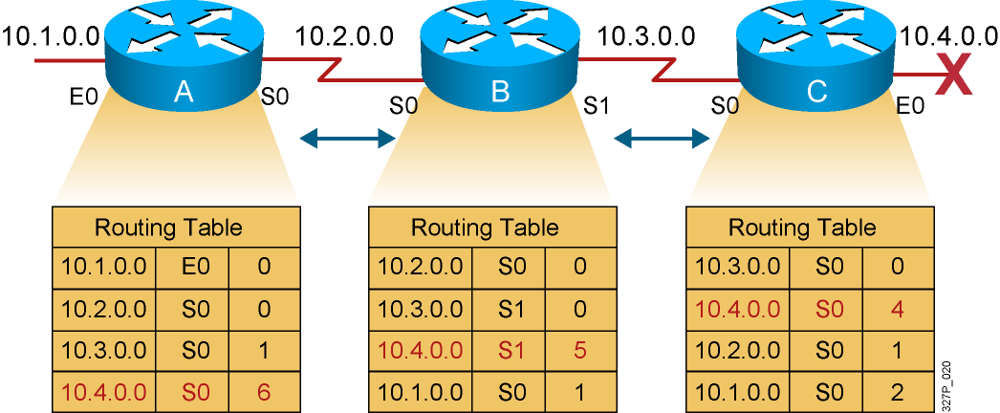 10.1.0.0 10.2.0.0 10.3.0.0 10.4.0.0
X
A B C
E0 S0 S0 S1 S0 E0
Routing Table
10.1.0.0 E0 0
10.2.0.0 S0 0
10.3.0.0 S0 1
10.4.0.0 S0 6
Routing Table
10.2.0.0 S0 0
10.3.0.0 S1 0
10.4.0.0 S1 5
10.1.0.0 S0 1
Routing Table
10.3.0.0 S0 0
10.4.0.0 S0 4
10.2.0.0 S0 1
10.1.0.0 S0 2
327P_020